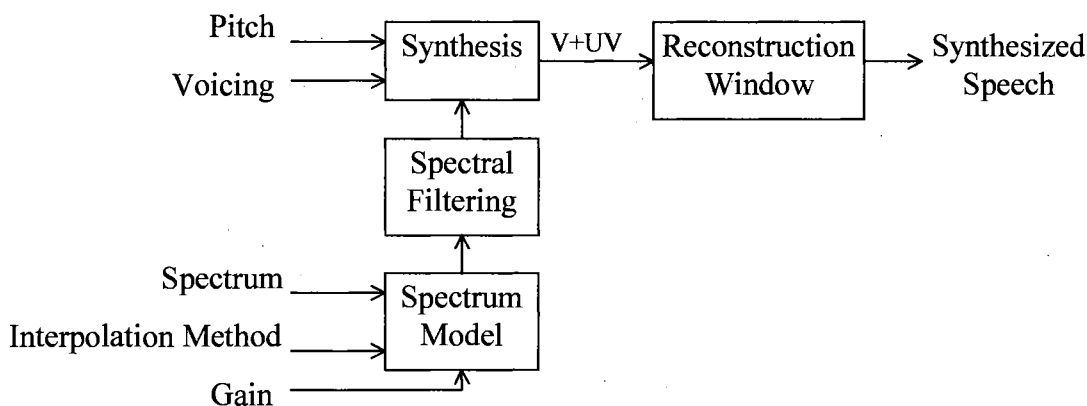 Pitch
Voicing
Synthesis
V+UV
Reconstruction
Window
Synthesized
Speech
Spectral
Filtering
Spectrum
Interpolation Method
Gain
Spectrum
Model